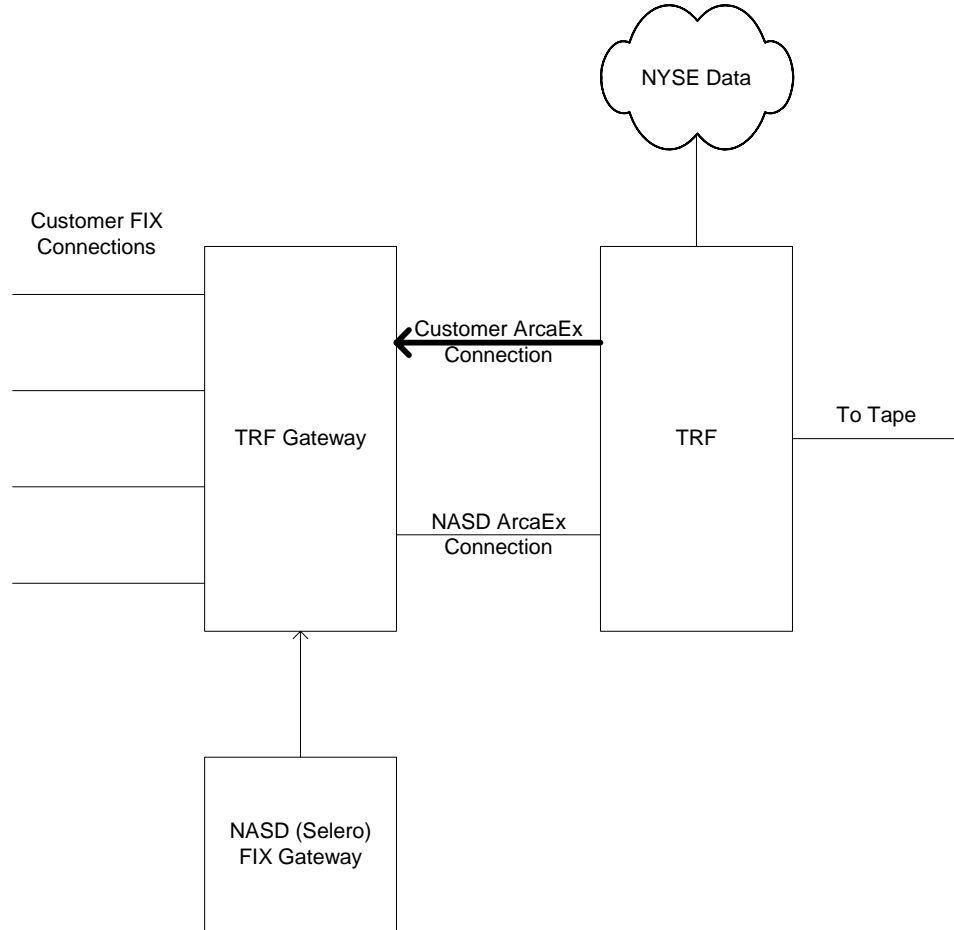 NYSE Data
Customer FIX
Connections
Customer ArcaEx
Connection
TRF Gateway
TRF
To Tape
NASD ArcaEx
Connection
NASD (Selero)
FIX Gateway